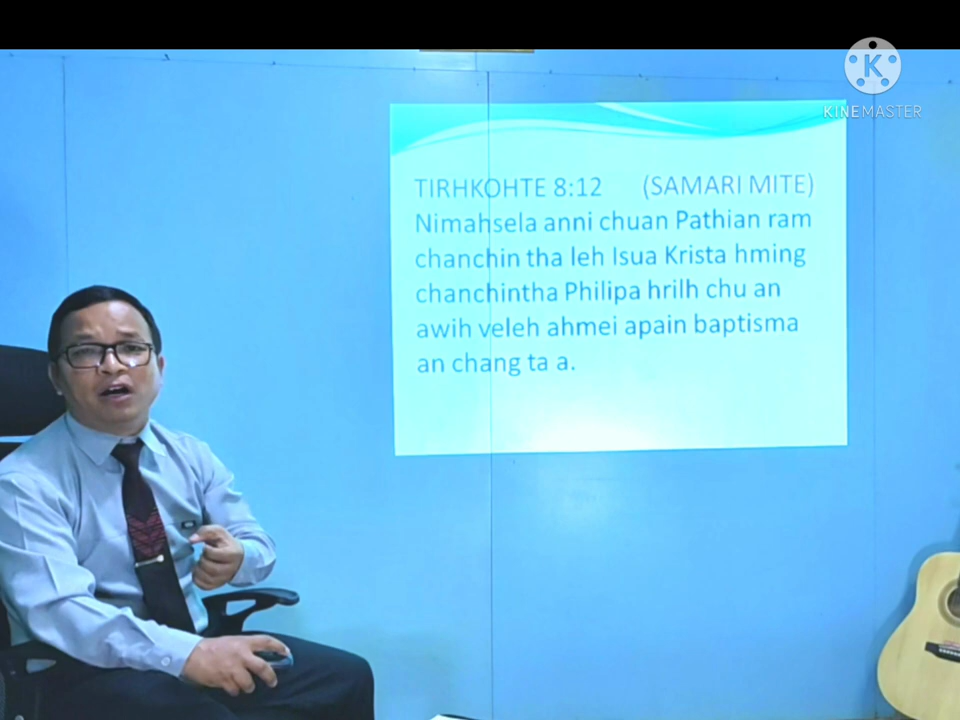 K
KINEMASTER
TIRHKOHTE 8:12 (SAMARI MITE)
Nimahsela anni chuan Pathian ram
chanchin tha leh Isua Krista hming
chanchintha Philipa hrilh chu an
awih veleh ahmei apain baptisma
an chang ta a.